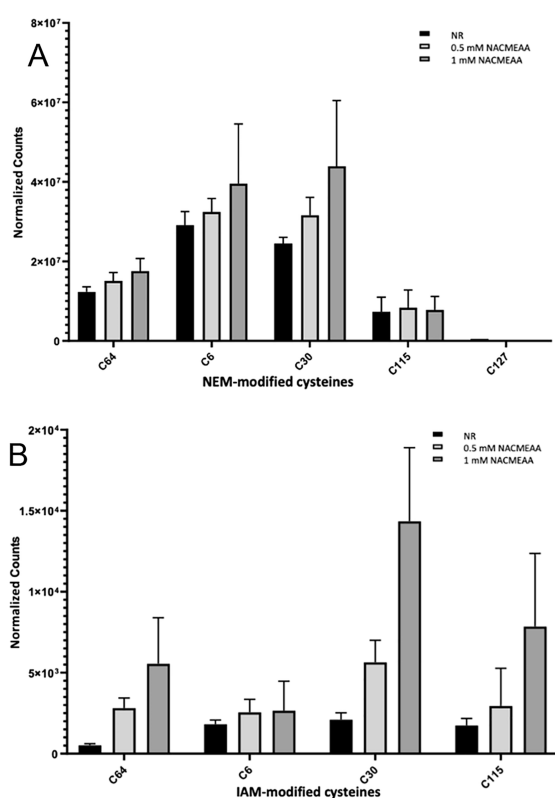 A
8×10⁷
6×10⁷
4×10⁷
2×10⁷
0
Normalized Counts
NR
0.5 mM NACMEAA
1 mM NACMEAA
C64
C6
C30
C115
C127
NEM-modified cysteines
B
2×10⁴
1.5×10⁴
1×10⁴
5×10³
0
Normalized Counts
NR
0.5 mM NACMEAA
1 mM NACMEAA
C64
C6
C30
C115
IAM-modified cysteines